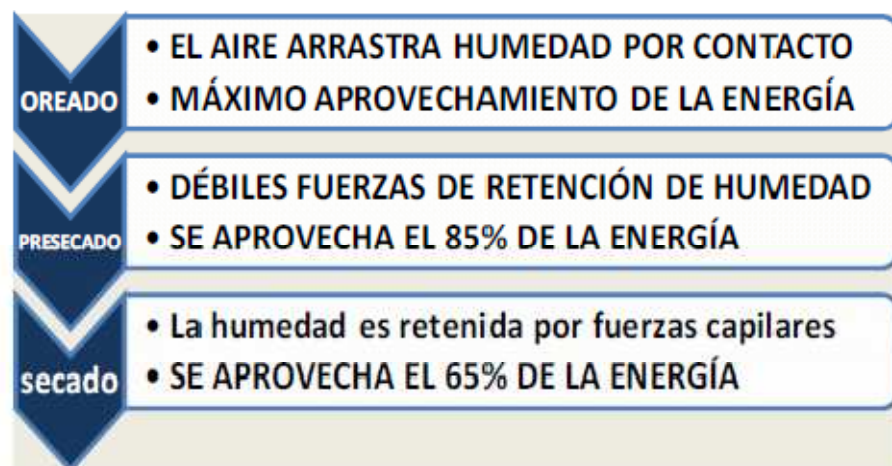 OREADO
• EL AIRE ARRASTRA HUMEDAD POR CONTACTO
• MÁXIMO APROVECHAMIENTO DE LA ENERGÍA
PRESECADO
• DÉBILES FUERZAS DE RETENCIÓN DE HUMEDAD
• SE APROVECHA EL 85% DE LA ENERGÍA
secado
• La humedad es retenida por fuerzas capilares
• SE APROVECHA EL 65% DE LA ENERGÍA